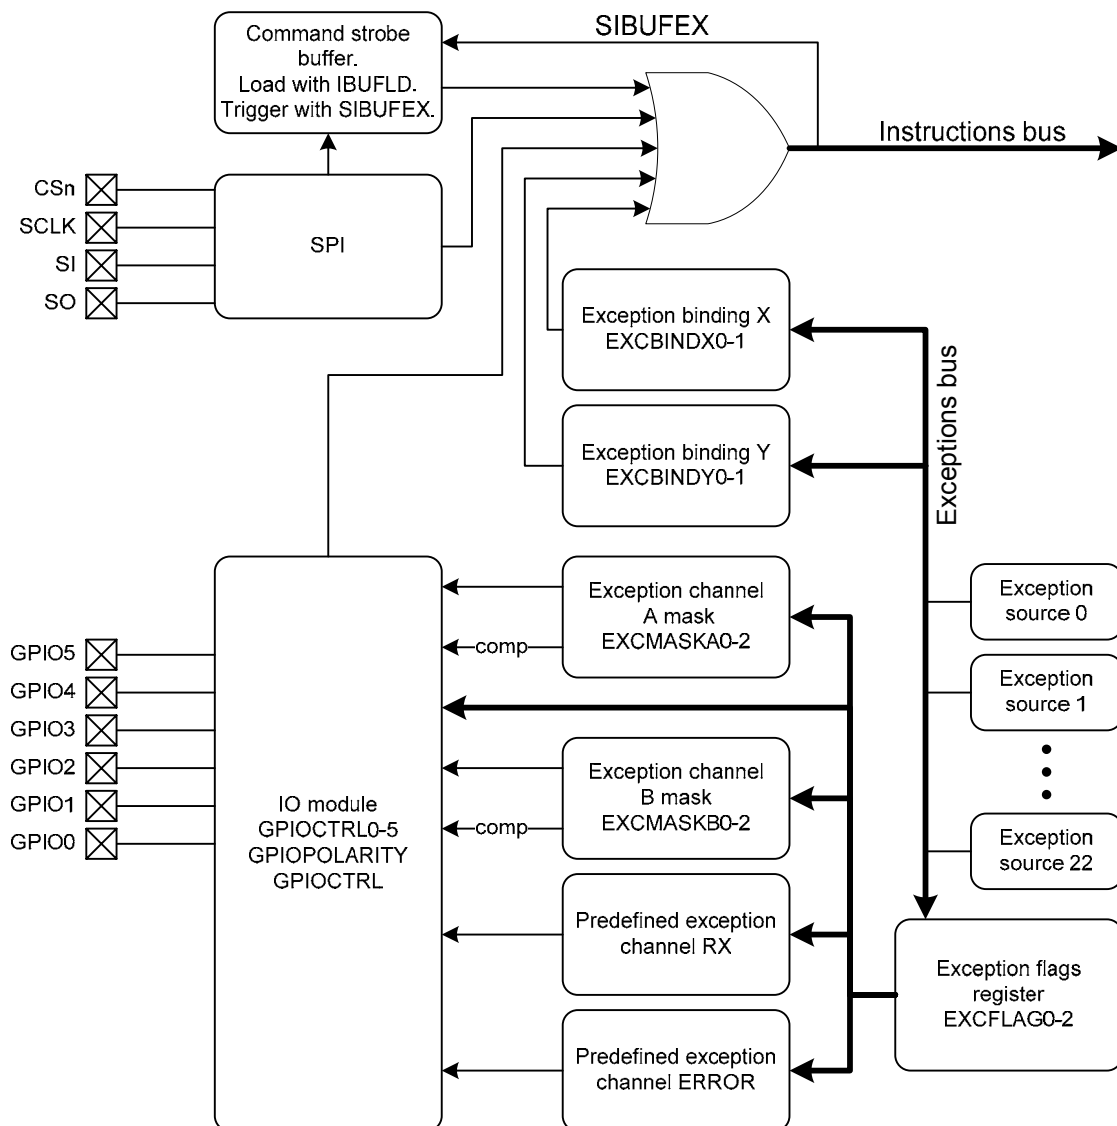 SIBUFEX
Command strobe
buffer.
Load with IBUFLD.
Trigger with SIBUFEX.
Instructions bus
CSn
SCLK
SI
SO
SPI
Exception binding X
EXCBINDX0-1
Exception binding Y
EXCBINDY0-1
Exceptions bus
Exception channel
A mask
EXCMASKA0-2
comp
Exception
source 0
Exception
source 1
Exception
source 22
GPIO5
GPIO4
GPIO3
GPIO2
GPIO1
GPIO0
IO module
GPIOCTRL0-5
GPIOPOLARITY
GPIOCTRL
Exception channel
B mask
EXCMASKB0-2
comp
Predefined exception
channel RX
Exception flags
register
EXCFLAG0-2
Predefined exception
channel ERROR